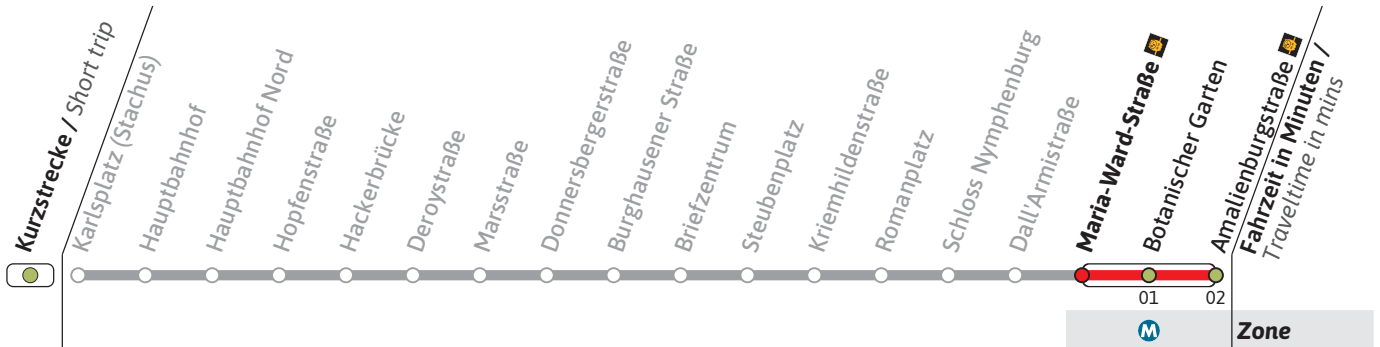 Kurzstrecke / Short trip
Karlsplatz (Stachus)
Hauptbahnhof
Hauptbahnhof Nord
Hopfenstraße
Hackerbrücke
Deroystraße
Marsstraße
Donnersbergerstraße
Burghausener Straße
Briefzentrum
Steubenplatz
Kriemhildenstraße
Romanplatz
Schloss Nymphenburg
Dall'Armistraße
Maria-Ward-Straße
Botanischer Garten
Amalienburgstraße
Fahrzeit in Minuten /
Traveltime in mins
01 02
M Zone